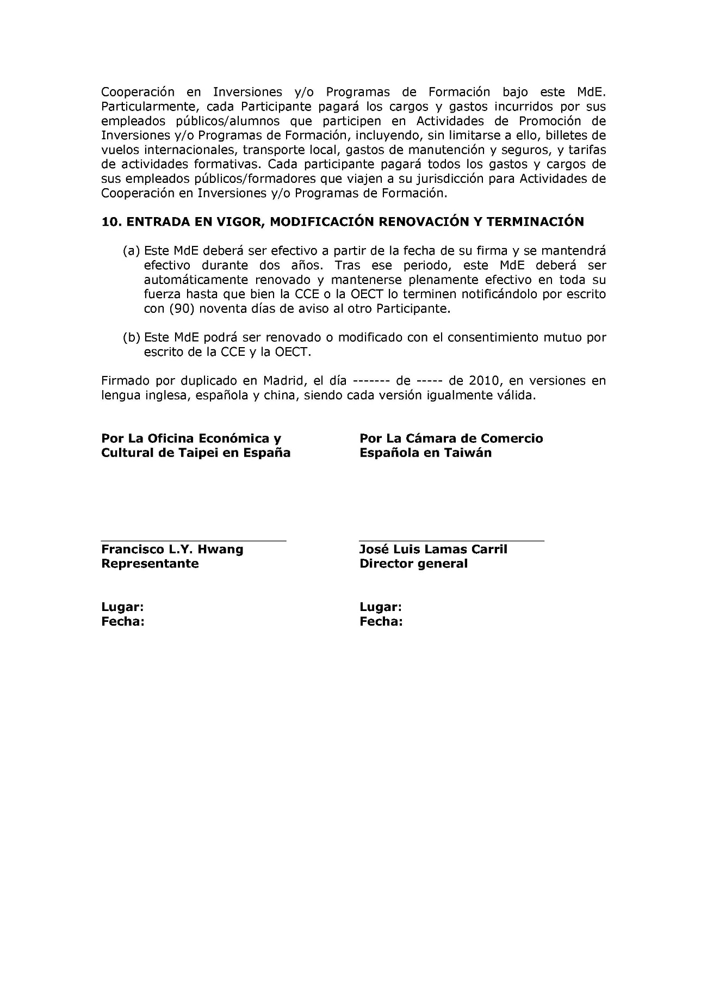 Cooperación en Inversiones y/o Programas de Formación bajo este MdE.
Particularmente, cada Participante pagará los cargos y gastos incurridos por sus
empleados públicos/alumnos que participen en Actividades de Promoción de
Inversiones y/o Programas de Formación, incluyendo, sin limitarse a ello, billetes de
vuelos internacionales, transporte local, gastos de manutención y seguros, y tarifas
de actividades formativas. Cada participante pagará todos los gastos y cargos de
sus empleados públicos/formadores que viajen a su jurisdicción para Actividades de
Cooperación en Inversiones y/o Programas de Formación.
10. ENTRADA EN VIGOR, MODIFICACIÓN RENOVACIÓN Y TERMINACIÓN
(a) Este MdE deberá ser efectivo a partir de la fecha de su firma y se mantendrá
efectivo durante dos años. Tras ese periodo, este MdE deberá ser
automáticamente renovado y mantenerse plenamente efectivo en toda su
fuerza hasta que bien la CCE o la OECT lo terminen notificándolo por escrito
con (90) noventa días de aviso al otro Participante.
(b) Este MdE podrá ser renovado o modificado con el consentimiento mutuo por
escrito de la CCE y la OECT.
Firmado por duplicado en Madrid, el día ------- de ----- de 2010, en versiones en
lengua inglesa, española y china, siendo cada versión igualmente válida.
Por La Oficina Económica y
Cultural de Taipei en España
Por La Cámara de Comercio
Española en Taiwán
Francisco L.Y. Hwang
Representante
José Luis Lamas Carril
Director general
Lugar:
Fecha:
Lugar:
Fecha: